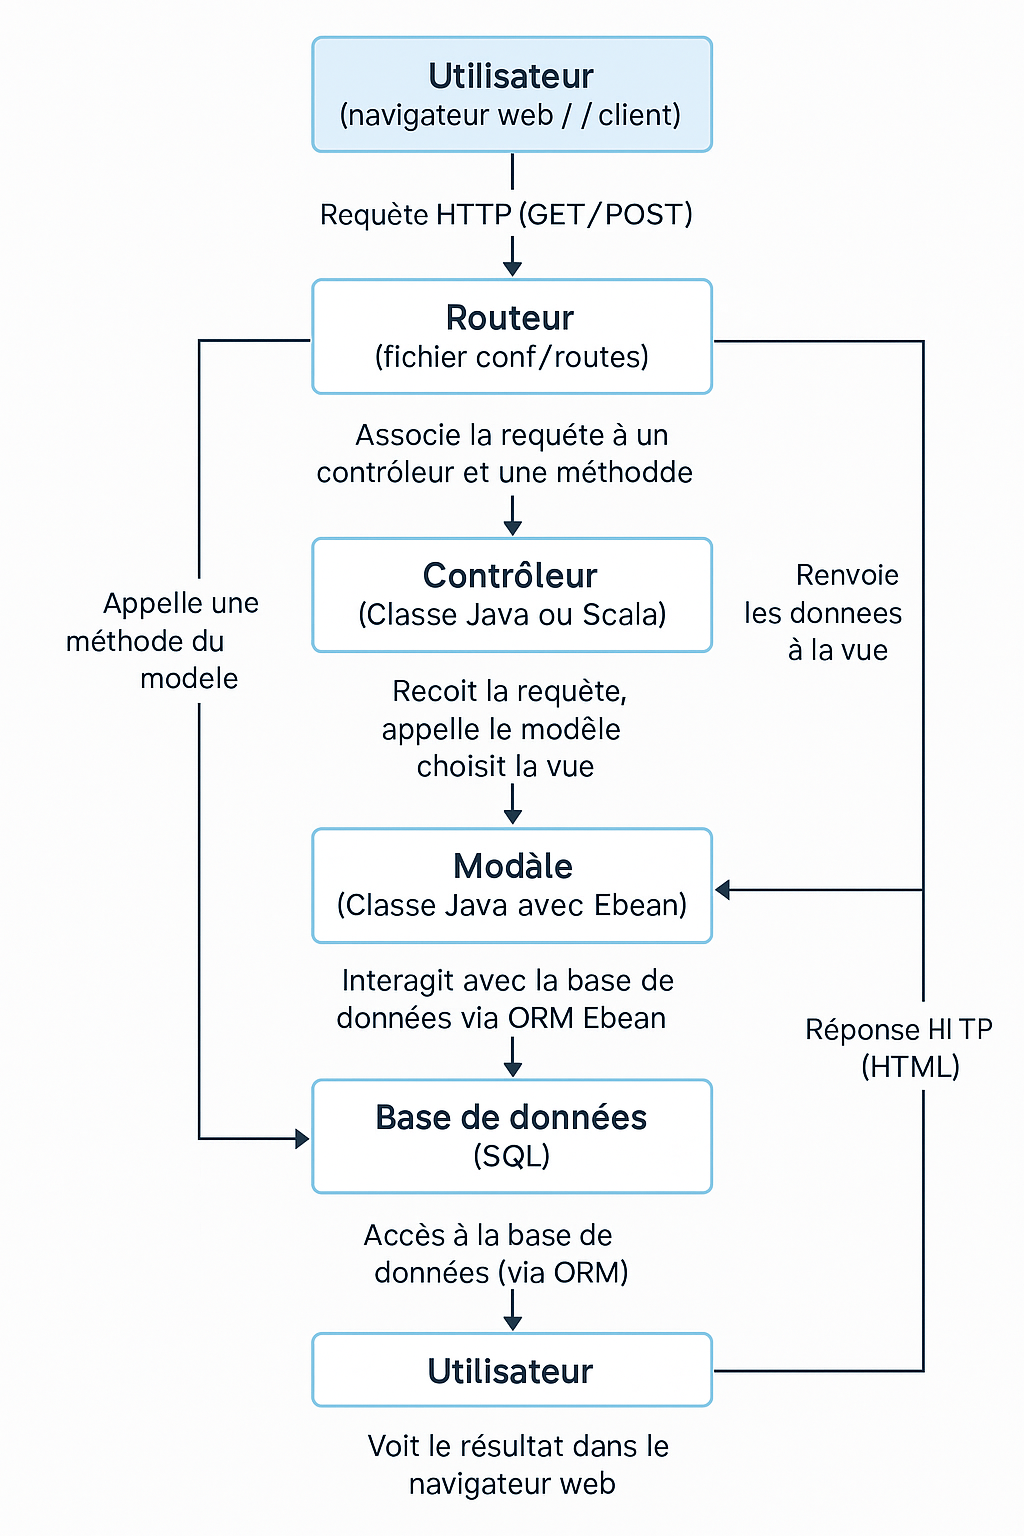 Utilisateur
(navigateur web / / client)
Requète HTTP (GET/POST)
Routeur
(fichier conf/routes)
Associe la requéte à un
contróleur et une méthodde
Contrôleur
(Classe Java ou Scala)
Appelle une
méthode du
modele
Renvoie
les donnees
à la vue
Recoit la requète,
appelle le modêle
choisit la vue
Modàle
(Classe Java avec Ebean)
Interagit avec la base de
données via ORM Ebean
Réponse HI TP
(HTML)
Base de données
(SQL)
Accès à la base de
données (via ORM)
Utilisateur
Voit le résultat dans le
navigateur web